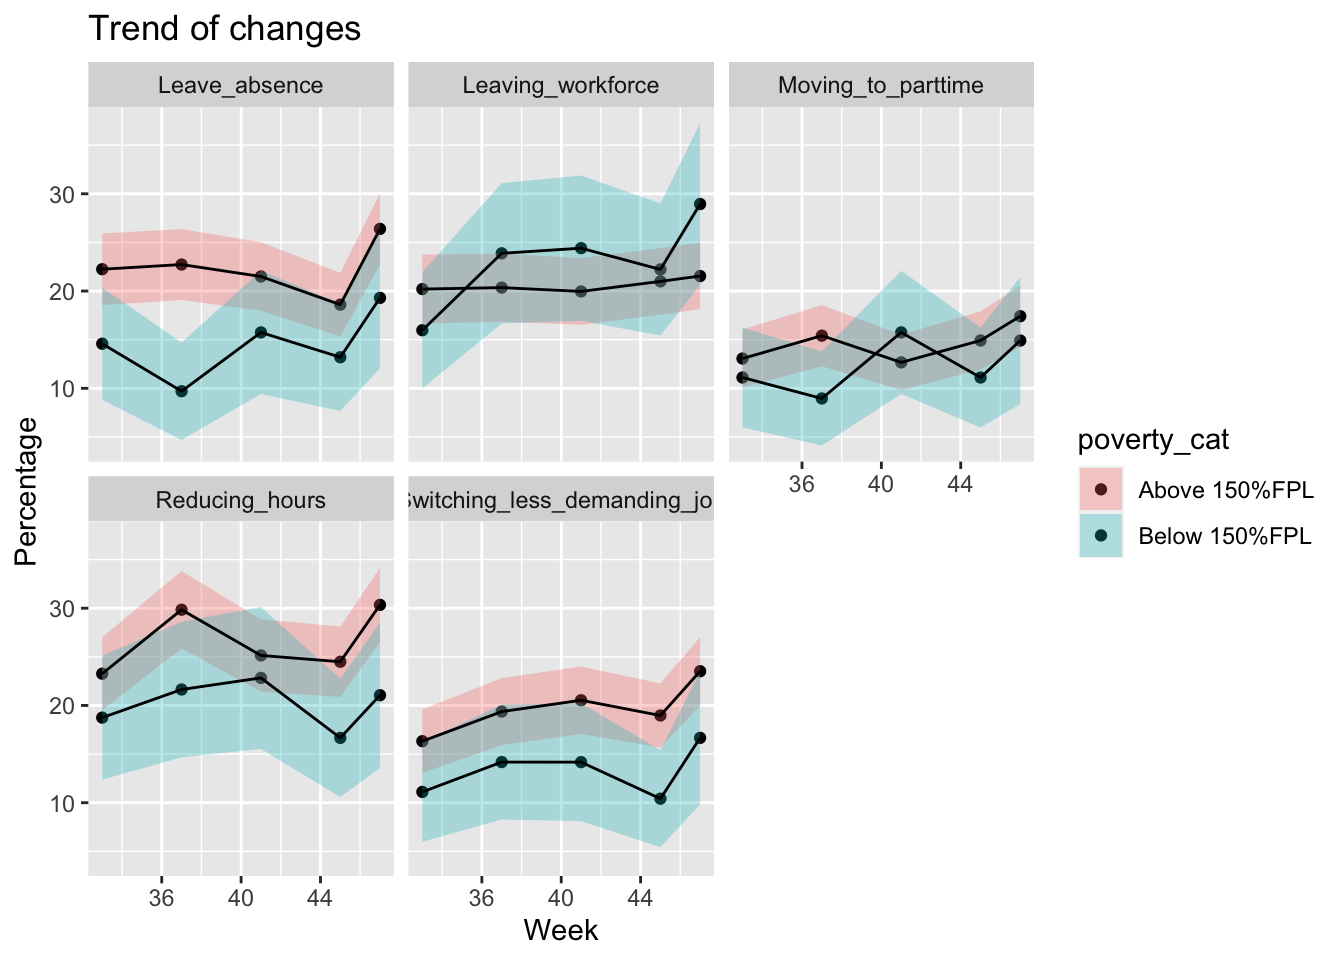 Trend of changes
Leave_absence
Leaving_workforce
Moving_to_parttime
30
20
10
36
40
44
Reducing_hours
Switching_less_demanding_jo
30
20
10
36
40
44
36
40
44
Percentage
Week
poverty_cat
Above 150%FPL
Below 150%FPL